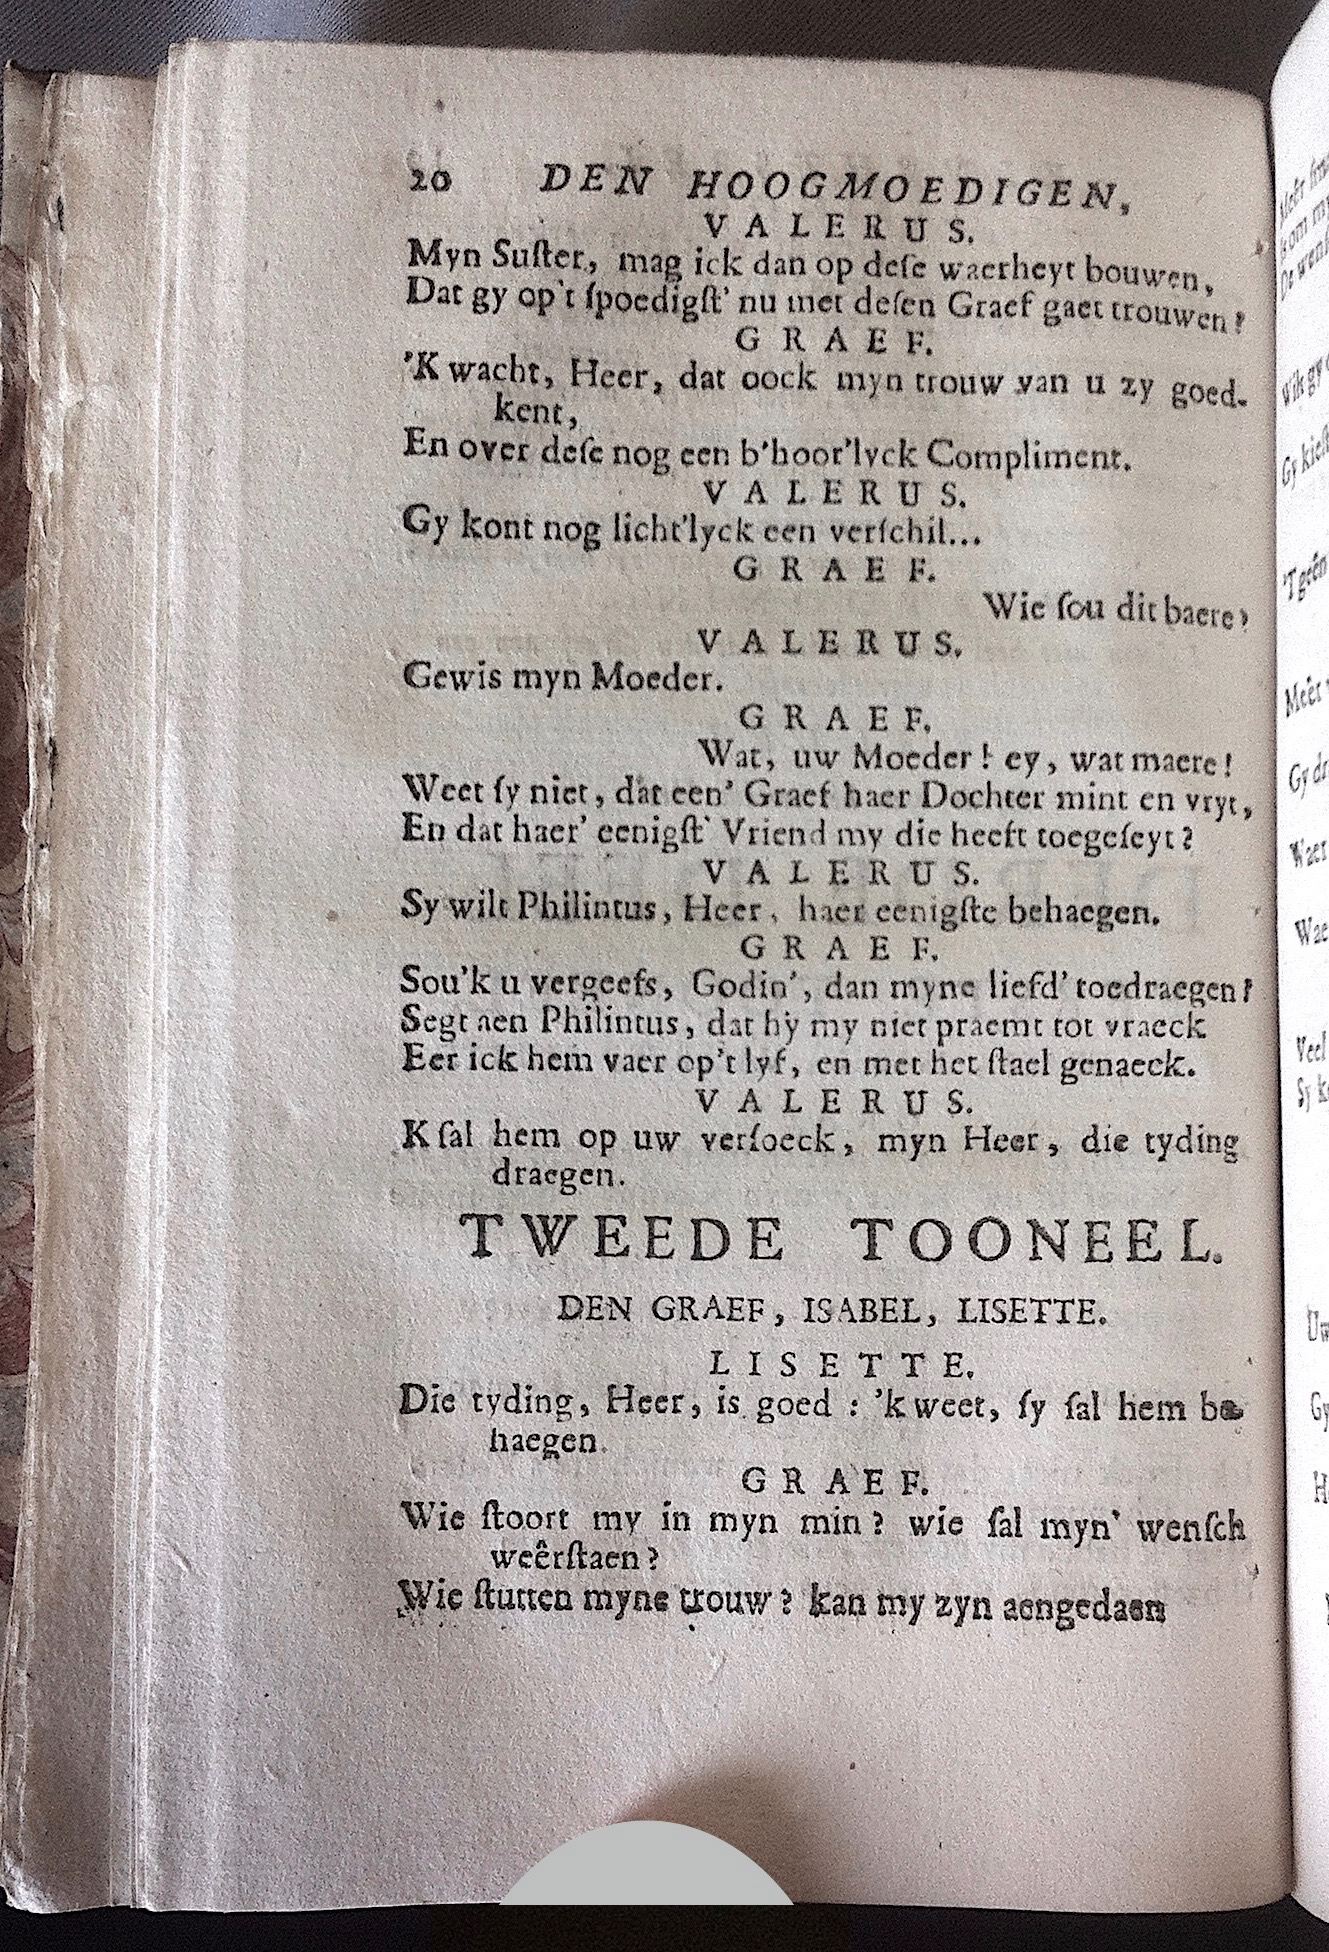 20 DEN HOOGMOEDIGEN,
VALERUS.
Myn Suſter, mag ick dan op deſe waerheyt bouwen,
Dat gy op't ſpoedigſt' nu met deſen Graef gaet trouwen?
GRAEF.
'K wacht, Heer, dat oock myn trouw van u zy goed-
kent,
En over deſe nog een b'hoor'lyck Compliment.
VALERUS.
Gy kont nog licht'lyck een verſchil...
GRAEF.
Wie ſou dit baere?
VALERUS.
Gewis myn Moeder.
GRAEF.
Wat, uw Moeder! ey, wat maere!
Weet ſy niet, dat een' Graef haer Dochter mint en vryt,
En dat haer' eenigſt' Vriend my die heeft toegeſeyt?
VALERUS.
Sy wilt Philintus, Heer, haer eenigſte behaegen.
GRAEF.
Sou'k u vergeefs, Godin', dan myne liefd' toedraegen?
Segt aen Philintus, dat hy my niet praemt tot vraeck
Eer ick hem vaer op't lyf, en met het ſtael genaeck.
VALERUS.
K ſal hem op uw verſoeck, myn Heer, die tyding
draegen.
TWEEDE TOONEEL.
DEN GRAEF, ISABEL, LISETTE.
LISETTE.
Die tyding, Heer, is goed: 'k weet, ſy ſal hem be
haegen.
GRAEF.
Wie ſtoort my in myn min? wie ſal myn' wenſch
weêrſtaen?
Wie ſtutten myne trouw? kan my zyn aengedaen